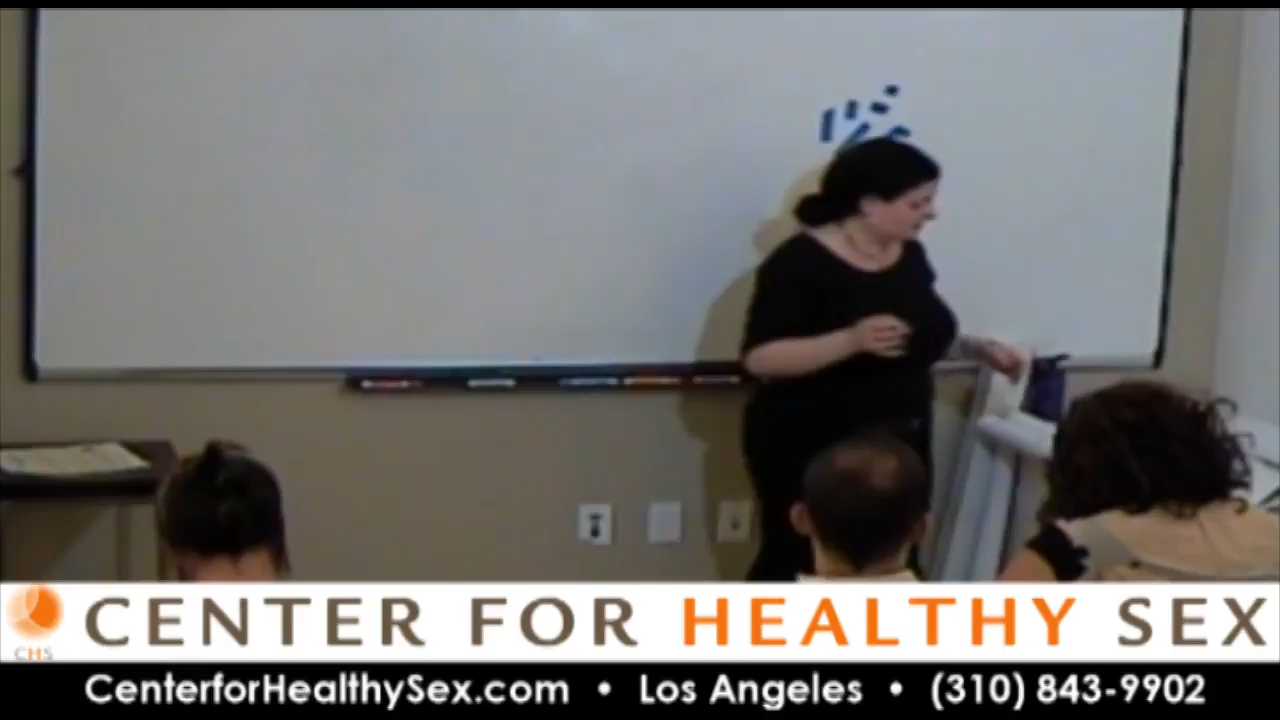 CENTER FOR HEALTHY SEX
CHS
CenterforHealthySex.com • Los Angeles • (310) 843-9902